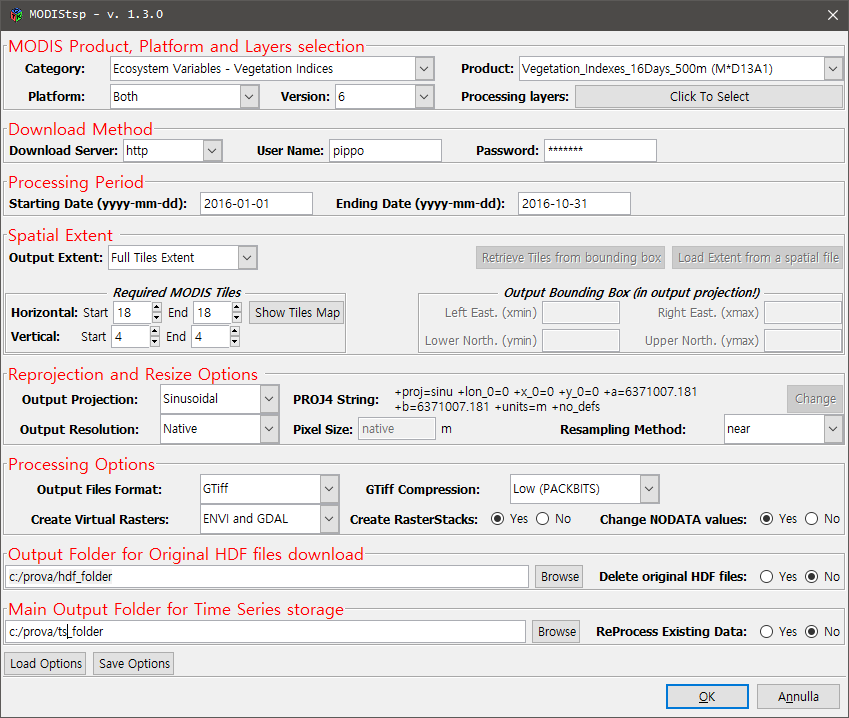 MODIStsp - v. 1.3.0
MODIS Product, Platform and Layers selection
Category: Ecosystem Variables - Vegetation Indices Product: Vegetation_Indexes_16Days_500m (M*D13A1)
Platform: Both Version: 6 Processing layers: Click To Select
Download Method
Download Server: http User Name: pippo Password: *******
Processing Period
Starting Date (yyyy-mm-dd): 2016-01-01 Ending Date (yyyy-mm-dd): 2016-10-31
Spatial Extent
Output Extent: Full Tiles Extent Retrieve Tiles from bounding box Load Extent from a spatial file
Required MODIS Tiles Output Bounding Box (in output projection!)
Horizontal: Start 18 End 18 Show Tiles Map Left East. (xmin) Right East. (xmax)
Vertical: Start 4 End 4 Lower North. (ymin) Upper North. (ymax)
Reprojection and Resize Options
Output Projection: Sinusoidal PROJ4 String: +proj=sinu +lon_0=0 +x_0=0 +y_0=0 +a=6371007.181
+b=6371007.181 +units=m +no_defs Change
Output Resolution: Native Pixel Size: native m Resampling Method: near
Processing Options
Output Files Format: GTiff GTiff Compression: Low (PACKBITS)
Create Virtual Rasters: ENVI and GDAL Create RasterStacks: Yes No Change NODATA values: Yes No
Output Folder for Original HDF files download
c:/prova/hdf_folder Browse Delete original HDF files: Yes No
Main Output Folder for Time Series storage
c:/prova/ts_folder Browse ReProcess Existing Data: Yes No
Load Options Save Options
OK Annulla